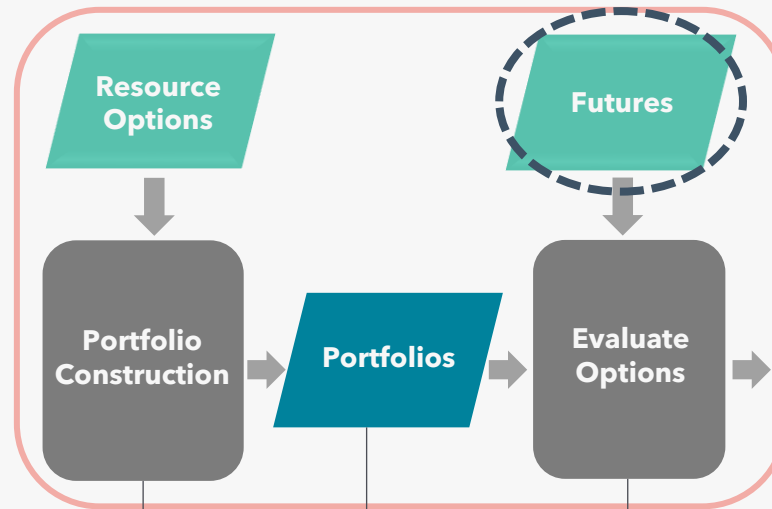 Resource
Options
Futures
Portfolio
Construction
Portfolios
Evaluate
Options